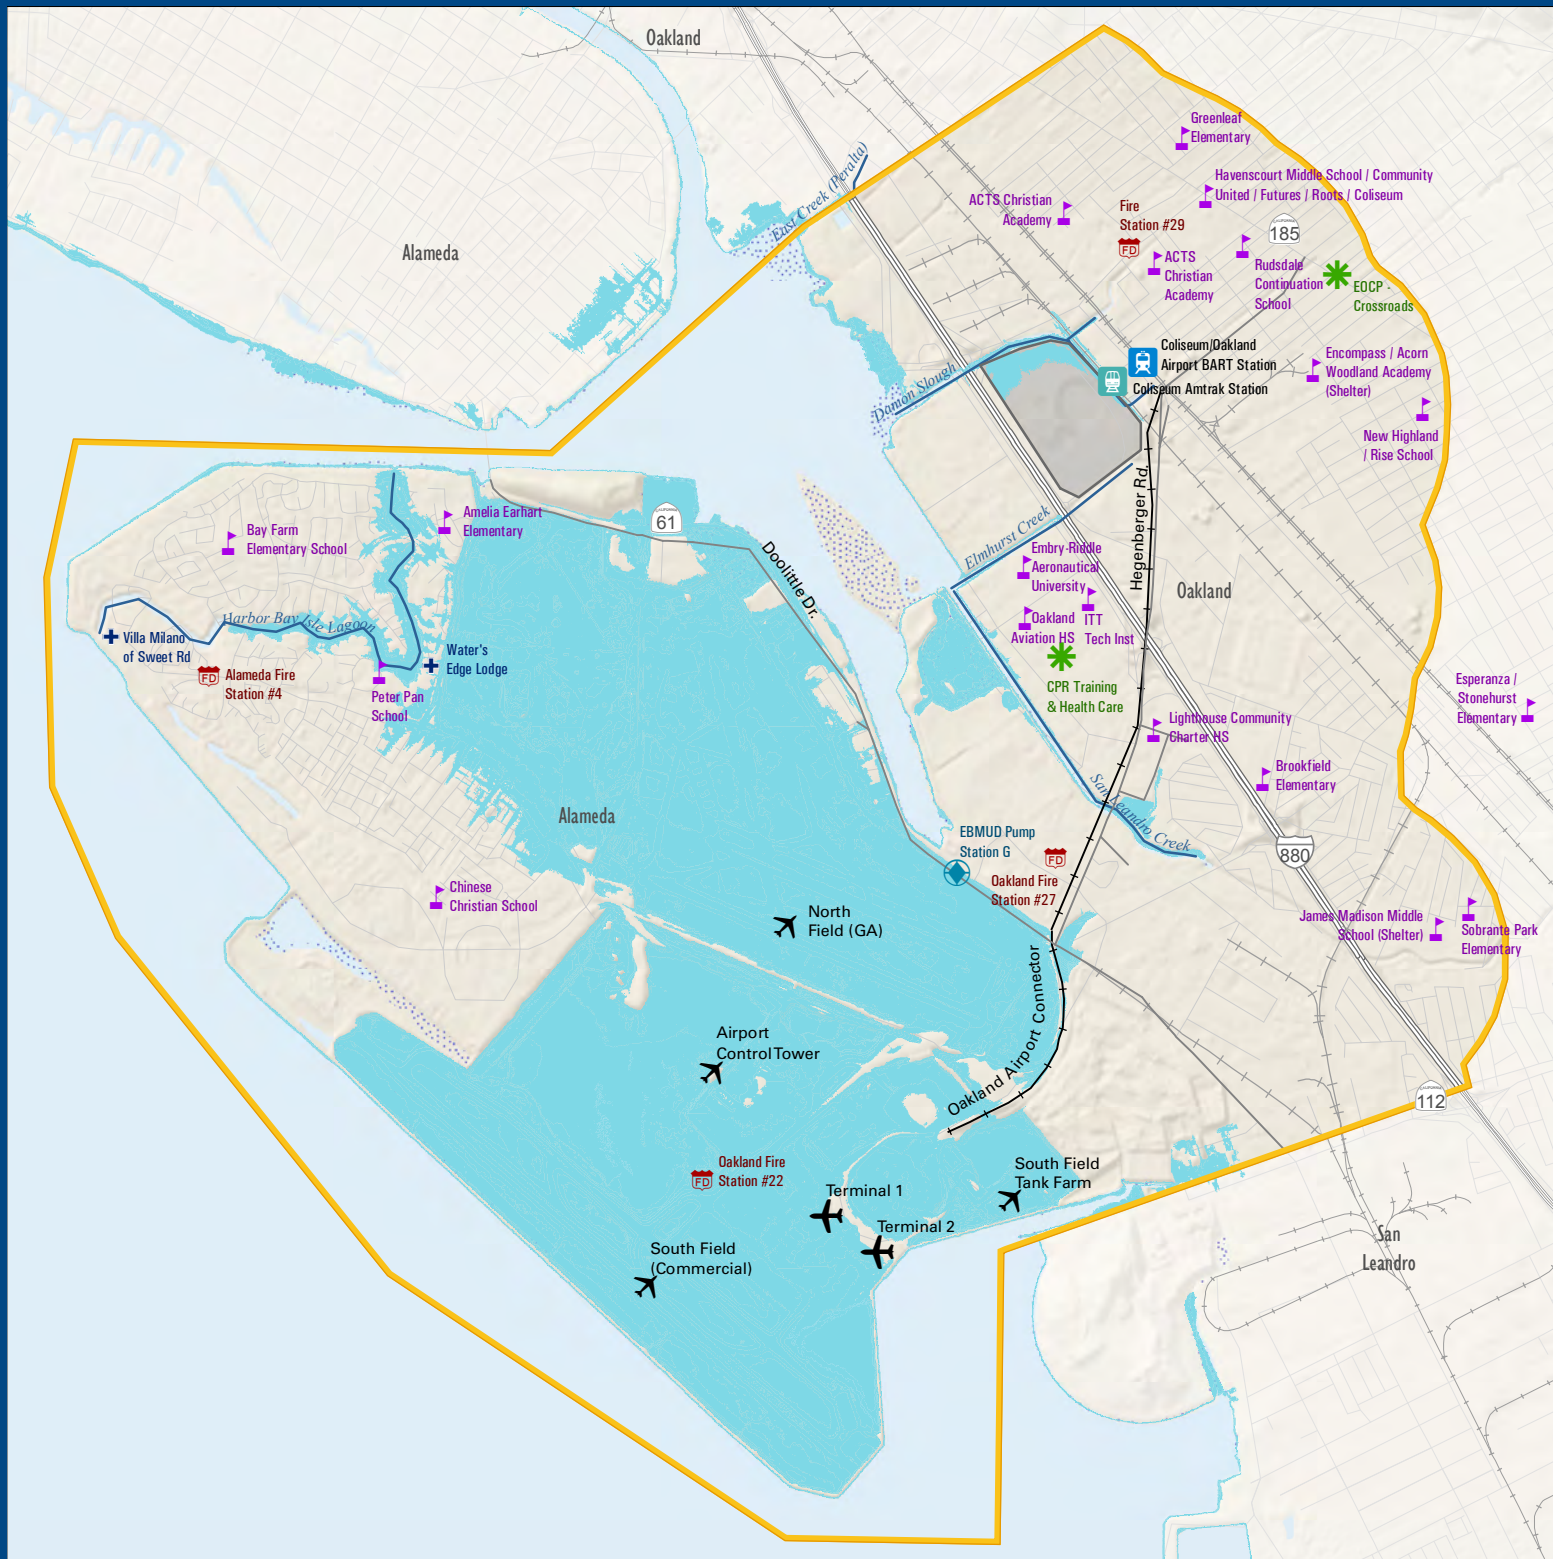 Oakland
Greenleaf
Elementary
East Creek (Peralta)
Havenscourt Middle School / Community
United / Futures / Roots / Coliseum
ACTS Christian
Academy
Fire
Station #29
FD
CALIFORNIA
185
Alameda
ACTS
Christian
Academy
Rudsdale
Continuation
School
EOCP -
Crossroads
Coliseum/Oakland
Airport BART Station
Coliseum Amtrak Station
Encompass / Acorn
Woodland Academy
(Shelter)
Damon Slough
New Highland
/ Rise School
Hegenberger Rd.
Amelia Earhart
Elementary
CALIFORNIA
61
Bay Farm
Elementary School
Elmhurst Creek
Doolittle Dr.
Embry-Riddle
Aeronautical
University
Oakland
Oakland
Aviation HS
ITT
Tech Inst
Harbor Bay Isle Lagoon
Villa Milano
of Sweet Rd
Water's
Edge Lodge
FD
Alameda Fire
Station #4
Peter Pan
School
CPR Training
& Health Care
Esperanza /
Stonehurst
Elementary
Lighthouse Community
Charter HS
Brookfield
Elementary
San Leandro Creek
Alameda
EBMUD Pump
Station G
FD
Oakland Fire
Station #27
880
Chinese
Christian School
North
Field (GA)
James Madison Middle
School (Shelter)
Sobrante Park
Elementary
Oakland Airport Connector
Airport
Control Tower
CALIFORNIA
112
FD
Oakland Fire
Station #22
South Field
Tank Farm
Terminal 1
Terminal 2
South Field
(Commercial)
San
Leandro